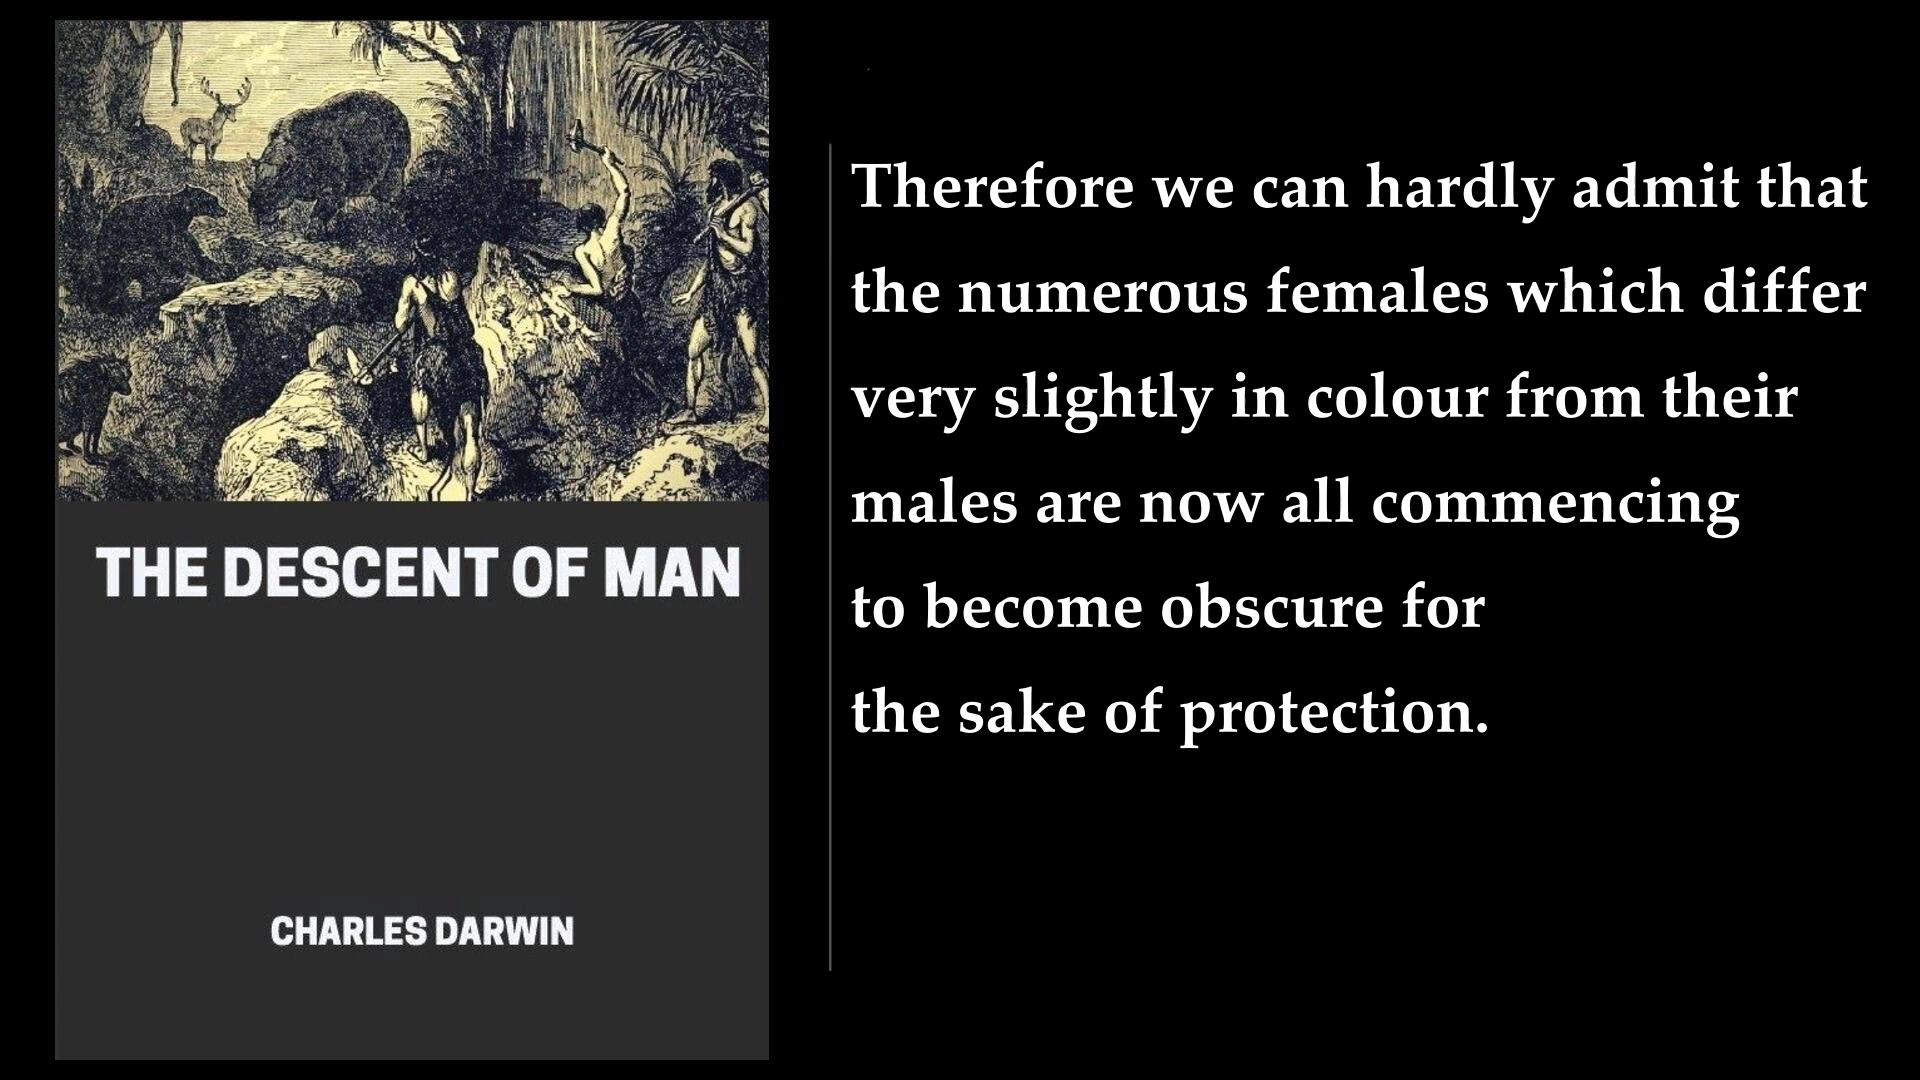 THE DESCENT OF MAN
CHARLES DARWIN
Therefore we can hardly admit that
the numerous females which differ
very slightly in colour from their
males are now all commencing
to become obscure for
the sake of protection.